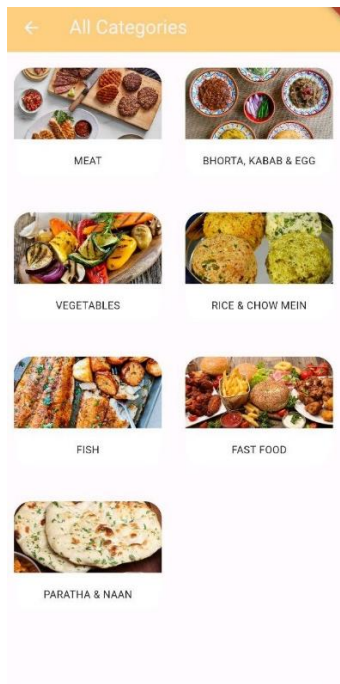 All Categories
MEAT
BHORTA, KABAB & EGG
VEGETABLES
RICE & CHOW MEIN
FISH
FAST FOOD
PARATHA & NAAN